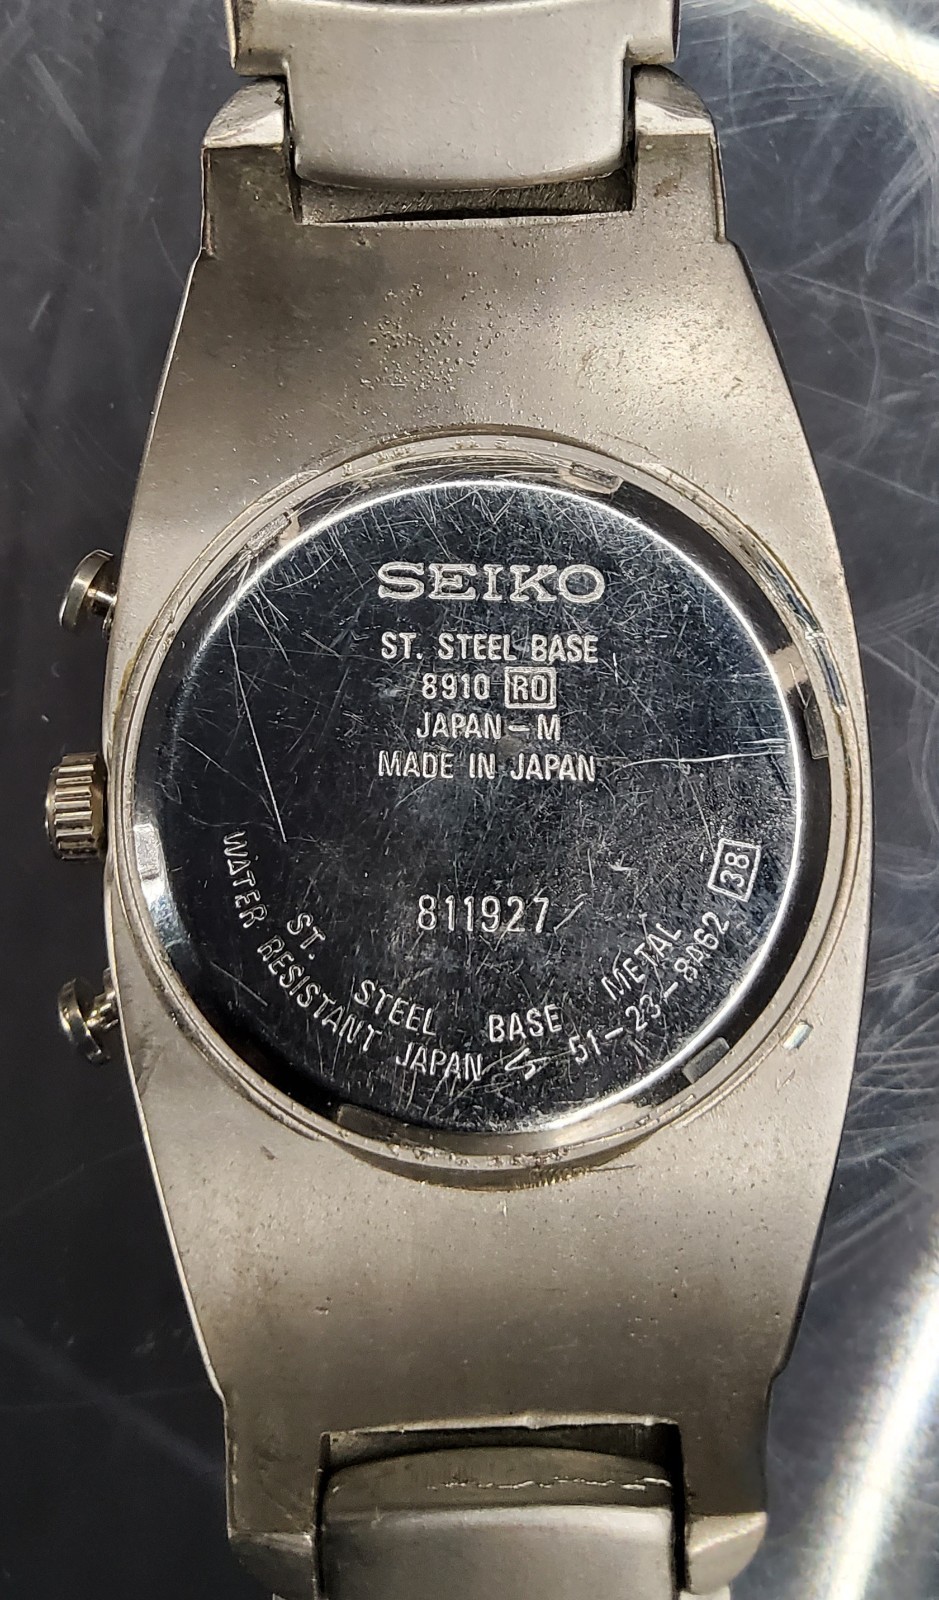 SEIKO
ST. STEEL BASE
8910 RO
JAPAN-M
MADE IN JAPAN
811927
ST. STEEL BASE METAL
WATER RESISTANT JAPAN S 51-23-8A62 38